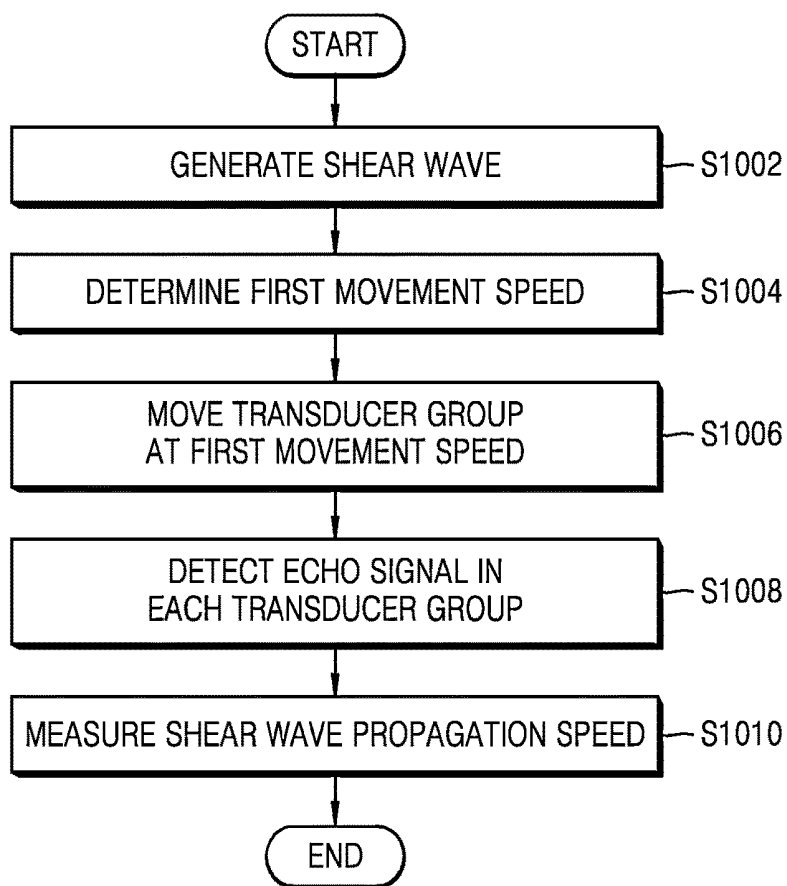 START
GENERATE SHEAR WAVE
S1002
DETERMINE FIRST MOVEMENT SPEED
S1004
MOVE TRANSDUCER GROUP
AT FIRST MOVEMENT SPEED
S1006
DETECT ECHO SIGNAL IN
EACH TRANSDUCER GROUP
S1008
MEASURE SHEAR WAVE PROPAGATION SPEED
S1010
END